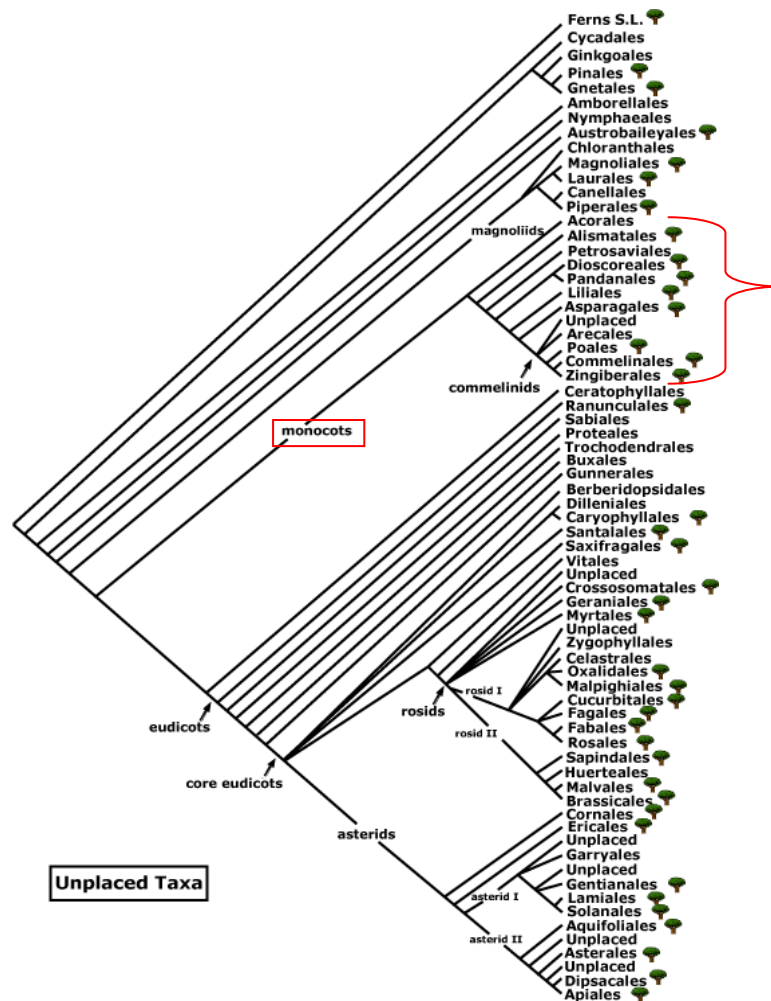 Ferns S.L.
Cycadales
Ginkgoales
Pinales
Gnetales
Amborellales
Nymphaeales
Austrobaileyales
Chloranthales
Magnoliales
Laurales
Canellales
Piperales
magnoliids
Acorales
Alismatales
Petrosaviales
Dioscoreales
Pandanales
Liliales
Asparagales
Unplaced
Arecales
Poales
Commelinales
Zingiberales
commelinids
monocots
Ceratophyllales
Ranunculales
Sabiales
Proteales
Trochodendrales
Buxales
Gunnerales
Berberidopsidales
Dilleniales
Caryophyllales
Santalales
Saxifragales
Vitales
Unplaced
Crossosomatales
Geraniales
Myrtales
Unplaced
Zygophyllales
Celastrales
Oxalidales
Malpighiales
Cucurbitales
Fagales
Fabales
Rosales
Sapindales
Huerteales
Malvales
Brassicales
rosid I
rosids
rosid II
eudicots
core eudicots
asterids
Cornales
Ericales
Unplaced
Garryales
Unplaced
Gentianales
Lamiales
Solanales
asterid I
asterid II
Aquifoliales
Unplaced
Asterales
Unplaced
Dipsacales
Apiales
Unplaced Taxa